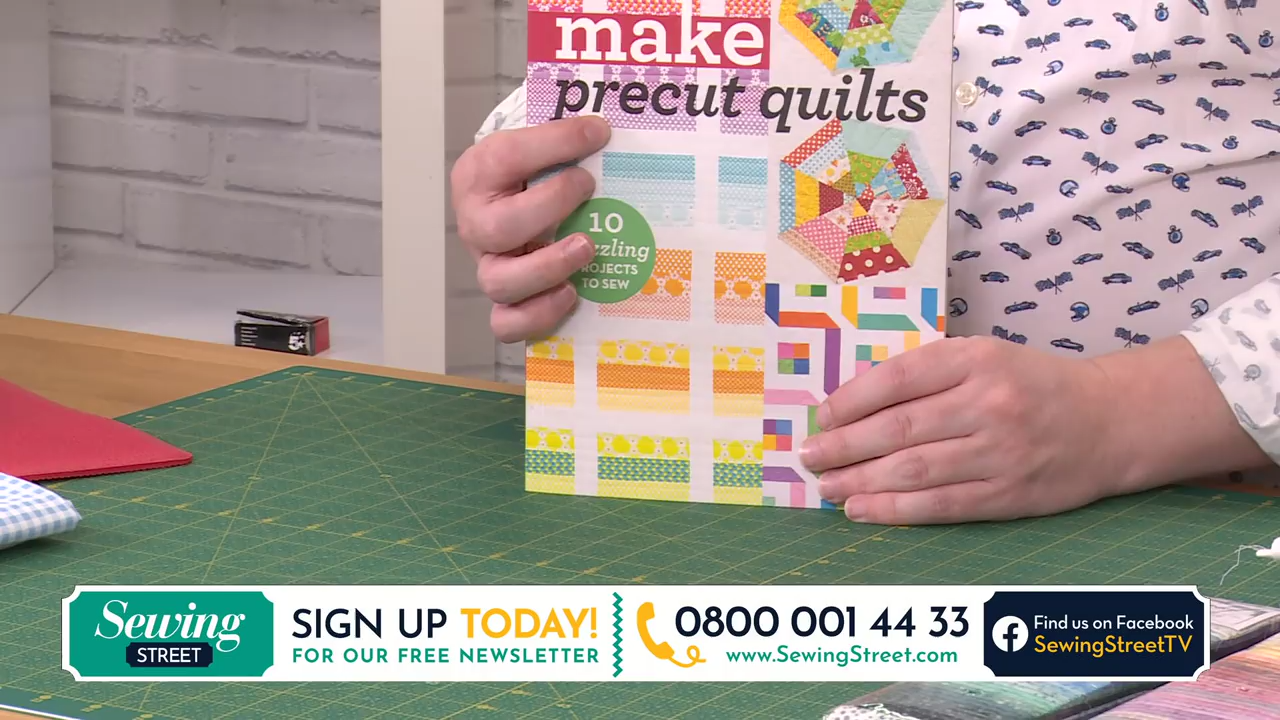 make
precut quilts
10
PROJECTS
TO SEW
5
Sewing
STREET
SIGN UP TODAY!
FOR OUR FREE NEWSLETTER
0800 001 44 33
www.SewingStreet.com
Find us on Facebook
SewingStreetTV